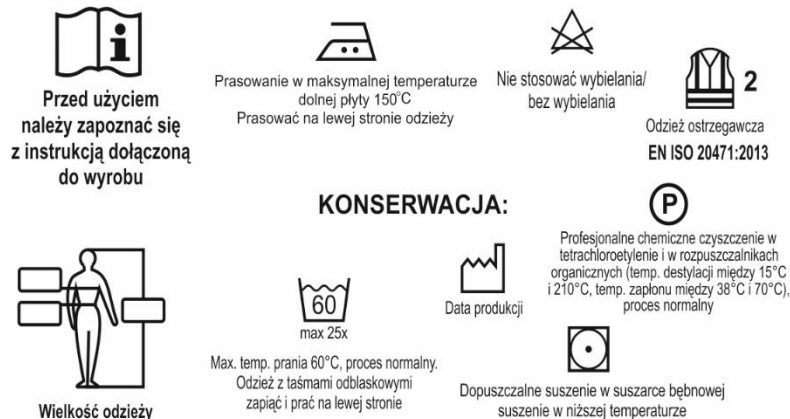 i
Przed użyciem
należy zapoznać się
z instrukcją dołączoną
do wyrobu
Prasowanie w maksymalnej temperaturze
dolnej płyty 150°C
Prasować na lewej stronie odzieży
Nie stosować wybielania/
bez wybielania
2
Odzież ostrzegawcza
EN ISO 20471:2013
KONSERWACJA:
P
Profesjonalne chemiczne czyszczenie w
tetrachloroetylenie i w rozpuszczalnikach
organicznych (temp. destylacji między 15°C
i 210°C, temp. zapłonu między 38°C i 70°C),
proces normalny
Wielkość odzieży
60
max 25x
Max. temp. prania 60°C, proces normalny.
Odzież z taśmami odblaskowymi
zapiąć i prać na lewej stronie
Data produkcji
Dopuszczalne suszenie w suszarce bębnowej
suszenie w niższej temperaturze